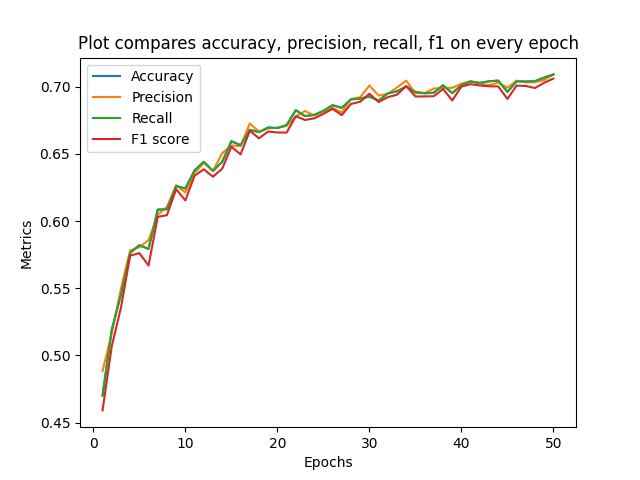 Plot compares accuracy, precision, recall, f1 on every epoch
Accuracy
Precision
Recall
F1 score
0.70
0.65
0.60
0.55
0.50
0.45
Metrics
0 10 20 30 40 50
Epochs